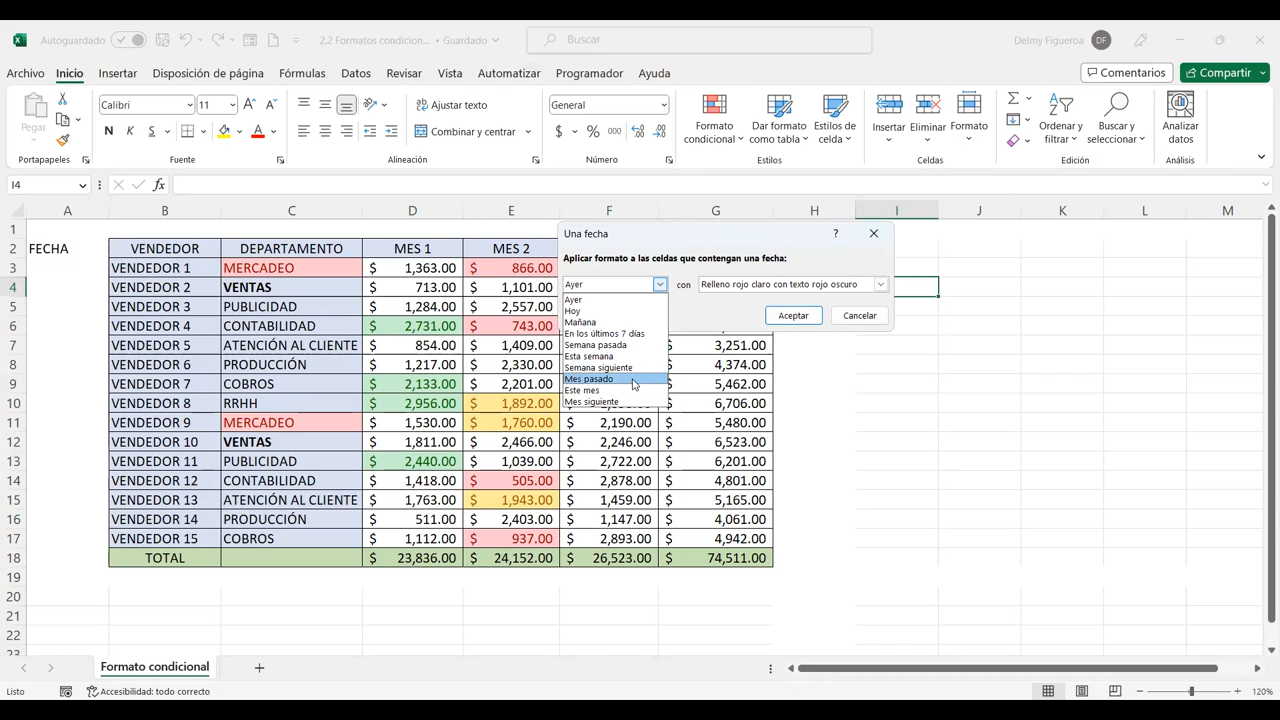 Autoguardado 2.2 Formatos condicion... • Guardado Buscar Delmy Figueroa DF
Archivo Inicio Insertar Disposición de página Fórmulas Datos Revisar Vista Automatizar Programador Ayuda Comentarios Compartir
Pegar Calibri 11 Ajustar texto General Formato condicional Dar formato como tabla Estilos de celda Insertar Eliminar Formato Ordenar y filtrar Buscar y seleccionar Analizar datos
N K S Combinar y centrar $ % 000
Portapapeles Fuente Alineación Número Estilos Celdas Edición Análisis
I4 fx
A B C D E F G H I J K L M
1
2 FECHA VENDEDOR DEPARTAMENTO MES 1 MES 2
3 VENDEDOR 1 MERCADEO $ 1,363.00 $ 866.00
4 VENDEDOR 2 VENTAS $ 713.00 $ 1,101.00
5 VENDEDOR 3 PUBLICIDAD $ 1,284.00 $ 2,557.00
6 VENDEDOR 4 CONTABILIDAD $ 2,731.00 $ 743.00
7 VENDEDOR 5 ATENCIÓN AL CLIENTE $ 854.00 $ 1,409.00 $ 3,251.00
8 VENDEDOR 6 PRODUCCIÓN $ 1,217.00 $ 2,330.00 $ 4,374.00
9 VENDEDOR 7 COBROS $ 2,133.00 $ 2,201.00 $ 5,462.00
10 VENDEDOR 8 RRHH $ 2,956.00 $ 1,892.00 $ 6,706.00
11 VENDEDOR 9 MERCADEO $ 1,530.00 $ 1,760.00 $ 2,190.00 $ 5,480.00
12 VENDEDOR 10 VENTAS $ 1,811.00 $ 2,466.00 $ 2,246.00 $ 6,523.00
13 VENDEDOR 11 PUBLICIDAD $ 2,440.00 $ 1,039.00 $ 2,722.00 $ 6,201.00
14 VENDEDOR 12 CONTABILIDAD $ 1,418.00 $ 505.00 $ 2,878.00 $ 4,801.00
15 VENDEDOR 13 ATENCIÓN AL CLIENTE $ 1,763.00 $ 1,943.00 $ 1,459.00 $ 5,165.00
16 VENDEDOR 14 PRODUCCIÓN $ 511.00 $ 2,403.00 $ 1,147.00 $ 4,061.00
17 VENDEDOR 15 COBROS $ 1,112.00 $ 937.00 $ 2,893.00 $ 4,942.00
18 TOTAL $ 23,836.00 $ 24,152.00 $ 26,523.00 $ 74,511.00
19
20
21
22
23
Una fecha ?
Aplicar formato a las celdas que contengan una fecha:
Ayer con Relleno rojo claro con texto rojo oscuro
Ayer
Hoy
Mañana
En los últimos 7 días
Semana pasada
Esta semana
Semana siguiente
Mes pasado
Este mes
Mes siguiente
Aceptar Cancelar
Formato condicional
Listo Accesibilidad: todo correcto 120%